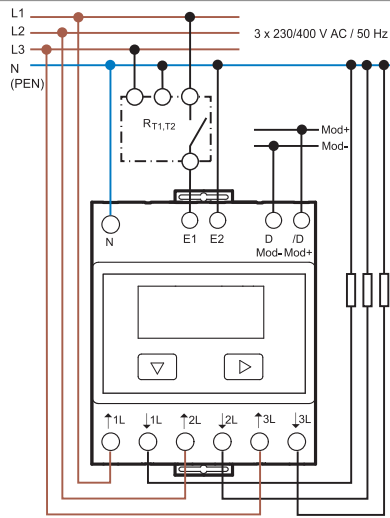 L1
L2
L3
N
(PEN)
3 x 230/400 V AC / 50 Hz
RT1,T2
Mod+
Mod-
N
E1 E2 D /D
Mod- Mod+
↑1L ↓1L ↑2L ↓2L ↑3L ↓3L